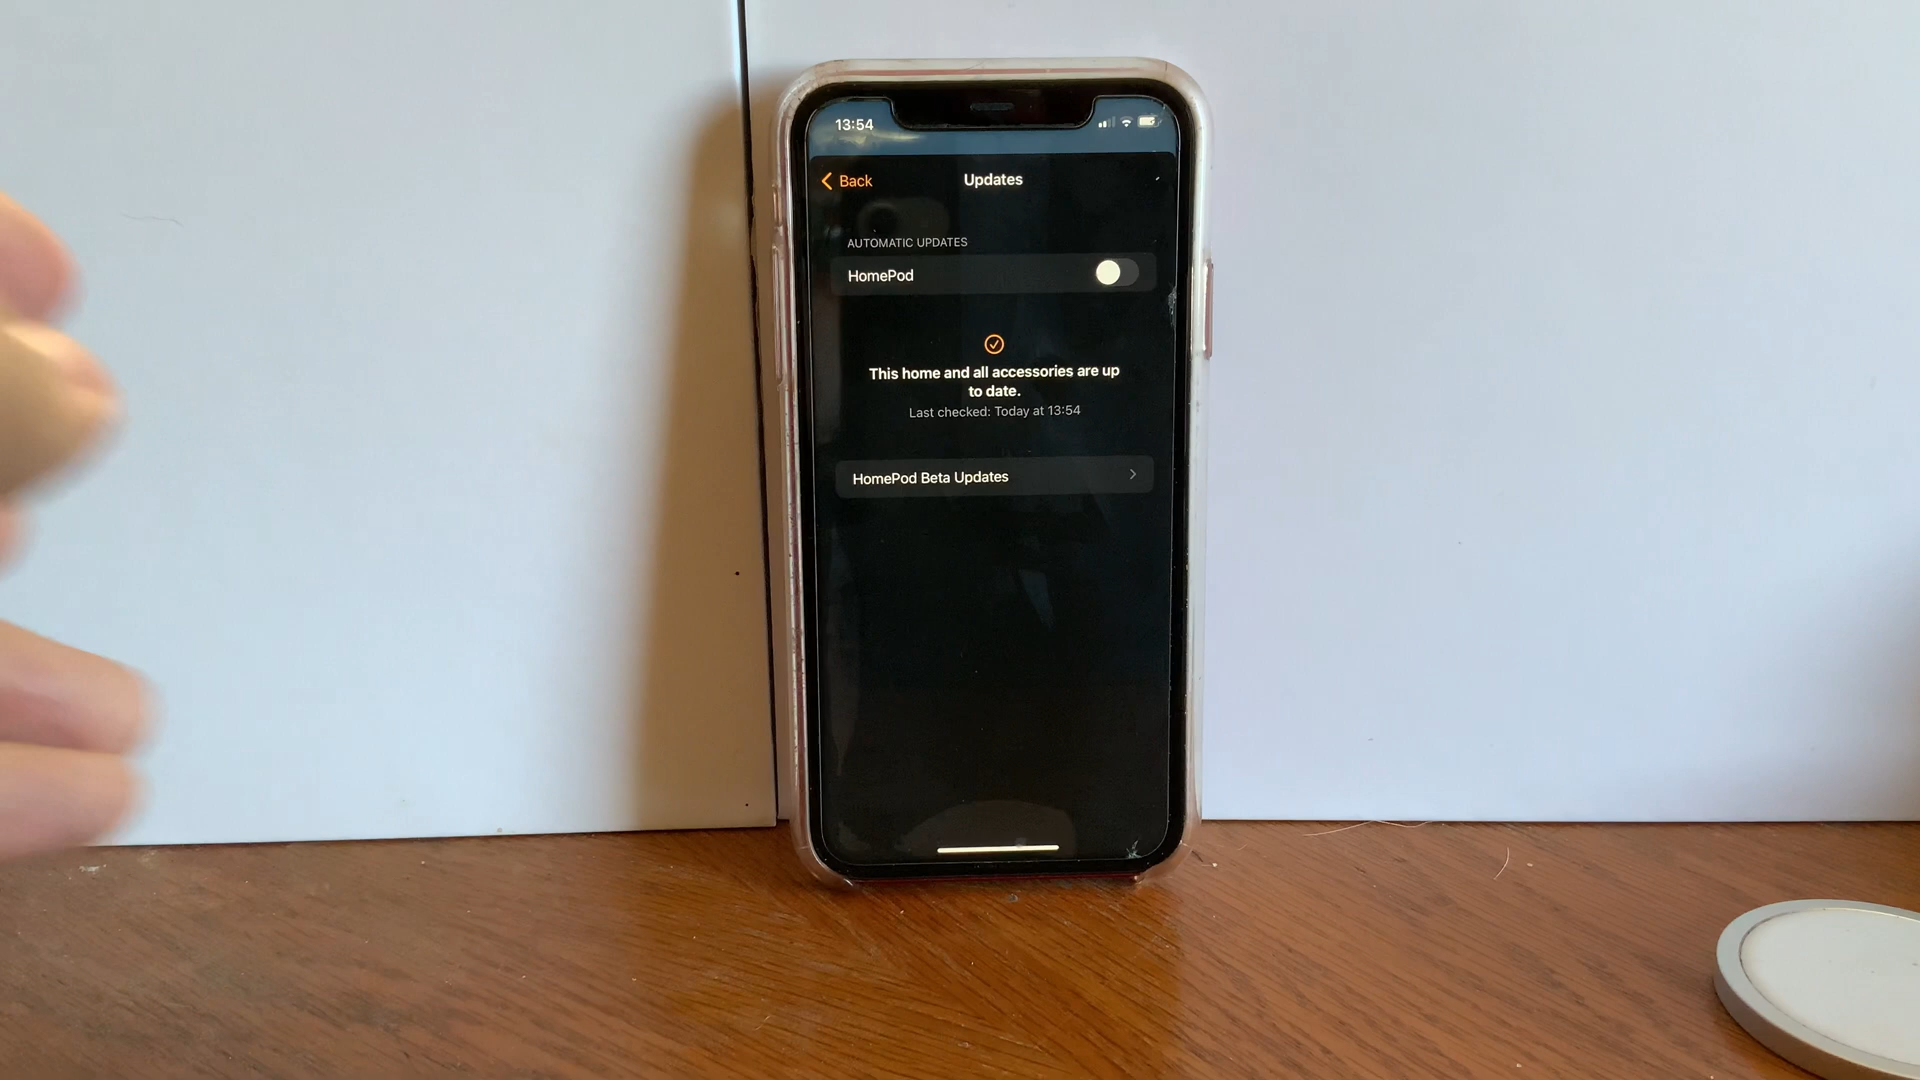 13:54
Back
Updates
AUTOMATIC UPDATES
HomePod
This home and all accessories are up
to date.
Last checked: Today at 13:54
HomePod Beta Updates